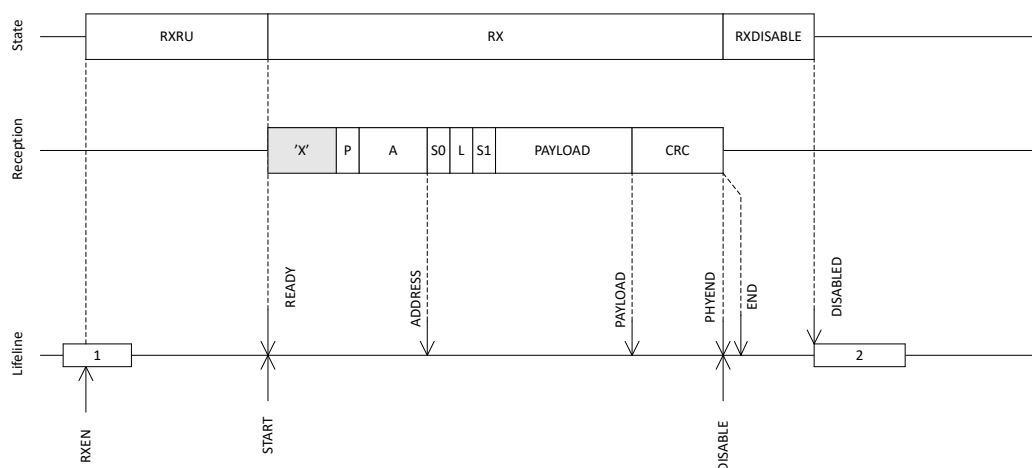 State
RXRU
RX
RXDISABLE
Reception
'X'
P
A
S0
L
S1
PAYLOAD
CRC
READY
ADDRESS
PAYLOAD
PHYEND
END
DISABLED
Lifeline
1
2
RXEN
START
DISABLE